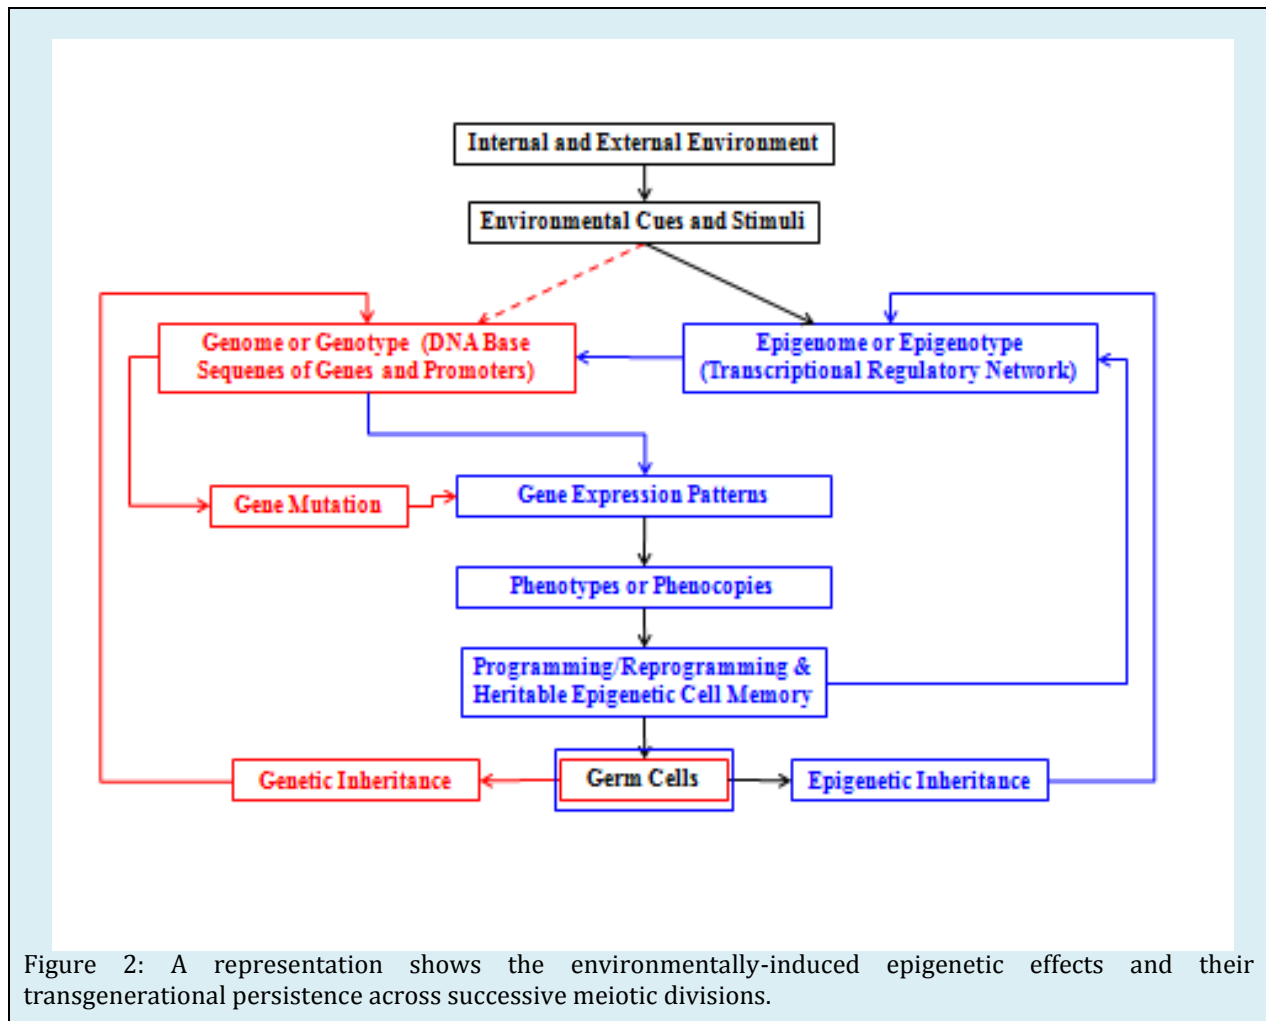 Internal and External Environment
Environmental Cues and Stimuli
Genome or Genotype (DNA Base
Sequenes of Genes and Promoters)
Epigenome or Epigenotype
(Transcriptional Regulatory Network)
Gene Mutation
Gene Expression Patterns
Phenotypes or Phenocopies
Programming/Reprogramming &
Heritable Epigenetic Cell Memory
Genetic Inheritance
Germ Cells
Epigenetic Inheritance
Figure 2: A representation shows the environmentally-induced epigenetic effects and their
transgenerational persistence across successive meiotic divisions.